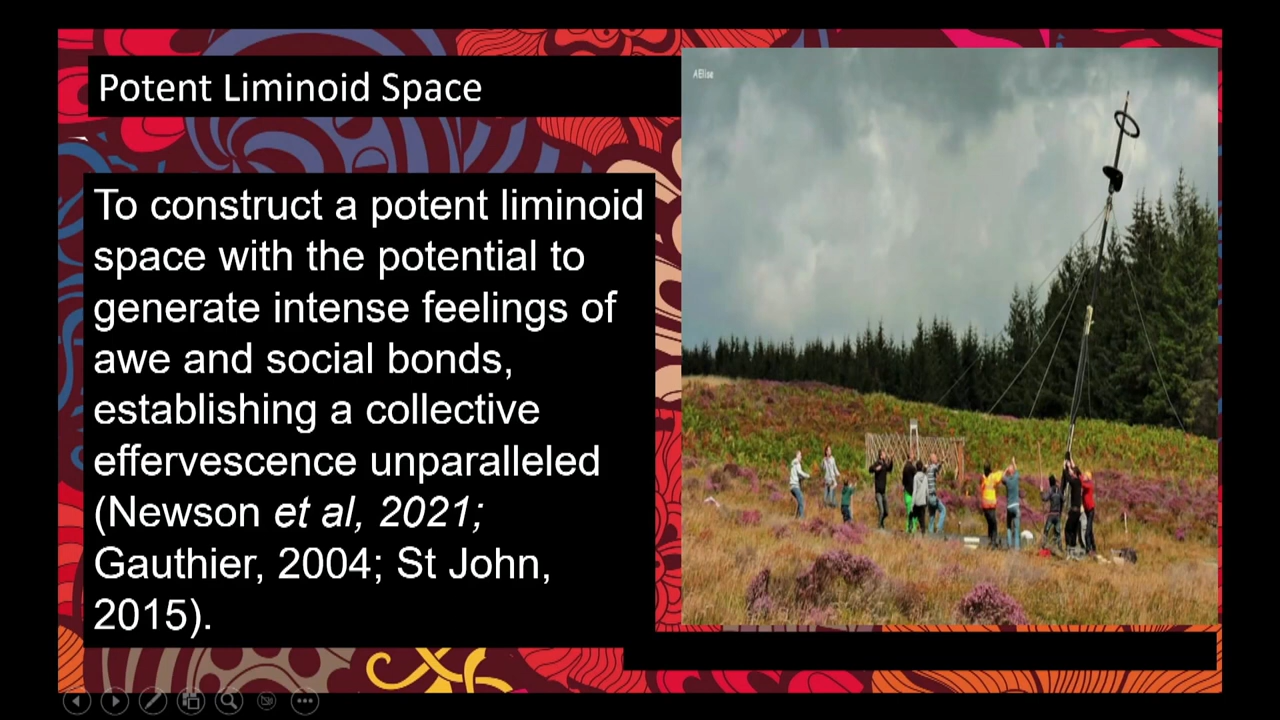 Potent Liminoid Space
AElise
To construct a potent liminoid
space with the potential to
generate intense feelings of
awe and social bonds,
establishing a collective
effervescence unparalleled
(Newson et al, 2021;
Gauthier, 2004; St John,
2015).